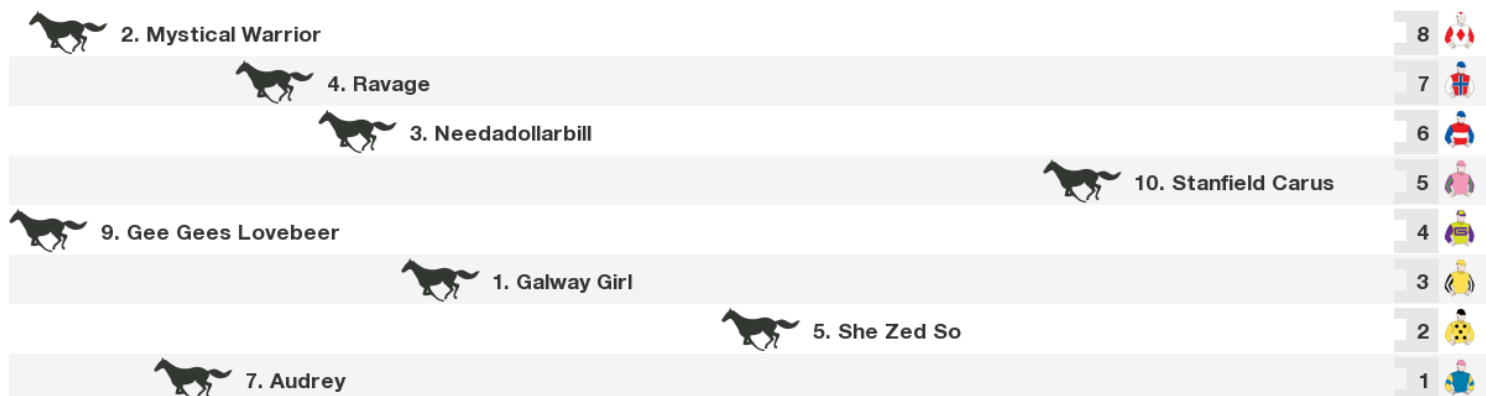 2. Mystical Warrior 8
4. Ravage 7
3. Needadollarbill 6
10. Stanfield Carus 5
9. Gee Gees Lovebeer 4
1. Galway Girl 3
5. She Zed So 2
7. Audrey 1